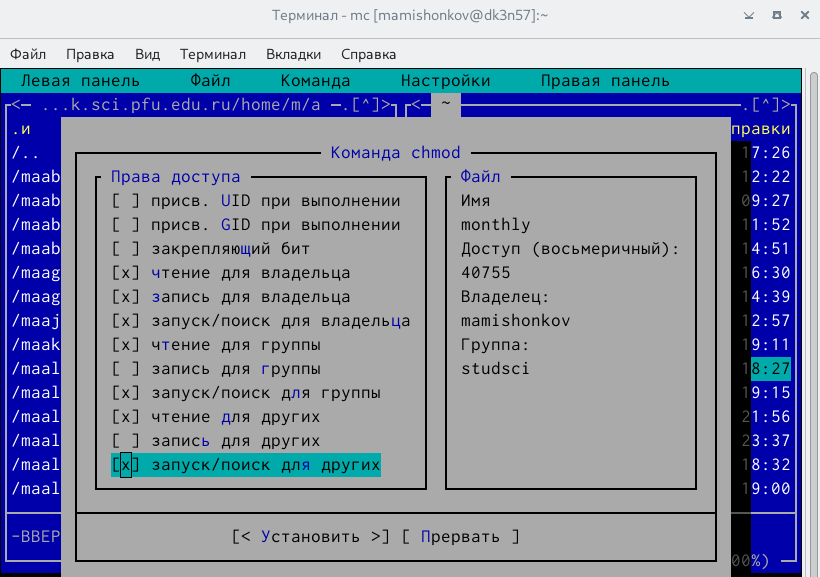 Терминал - mc [mamishonkov@dk3n57]:~
Файл Правка Вид Терминал Вкладки Справка
Левая панель Файл Команда Настройки Правая панель
<— ...k.sci.pfu.edu.ru/home/m/a —.[^]> <— ~ —.[^]>
.и правки
/.. 17:26
Команда chmod
/maab Права доступа Файл 12:22
/maab [ ] присв. UID при выполнении Имя 09:27
/maab [ ] присв. GID при выполнении monthly 11:52
/maab [ ] закрепляющий бит Доступ (восьмеричный): 14:51
/maag [x] чтение для владельца 40755 16:30
/maag [x] запись для владельца Владелец: 14:39
/maaj [x] запуск/поиск для владельца mamishonkov 12:57
/maak [x] чтение для группы Группа: 19:11
/maal [ ] запись для группы studsci 18:27
/maal [x] запуск/поиск для группы 19:15
/maal [x] чтение для других 21:56
/maal [ ] запись для других 23:37
/maal [x] запуск/поиск для других 18:32
/maal 19:00
-ВВЕР [< Установить >] [ Прервать ]
00%)